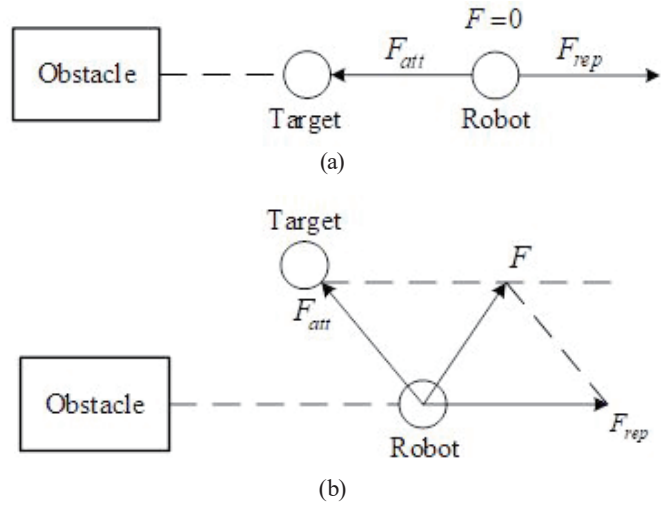 F = 0
Obstacle
F_att
F_rep
Target
Robot
(a)
Target
F
F_att
Obstacle
F_rep
Robot
(b)